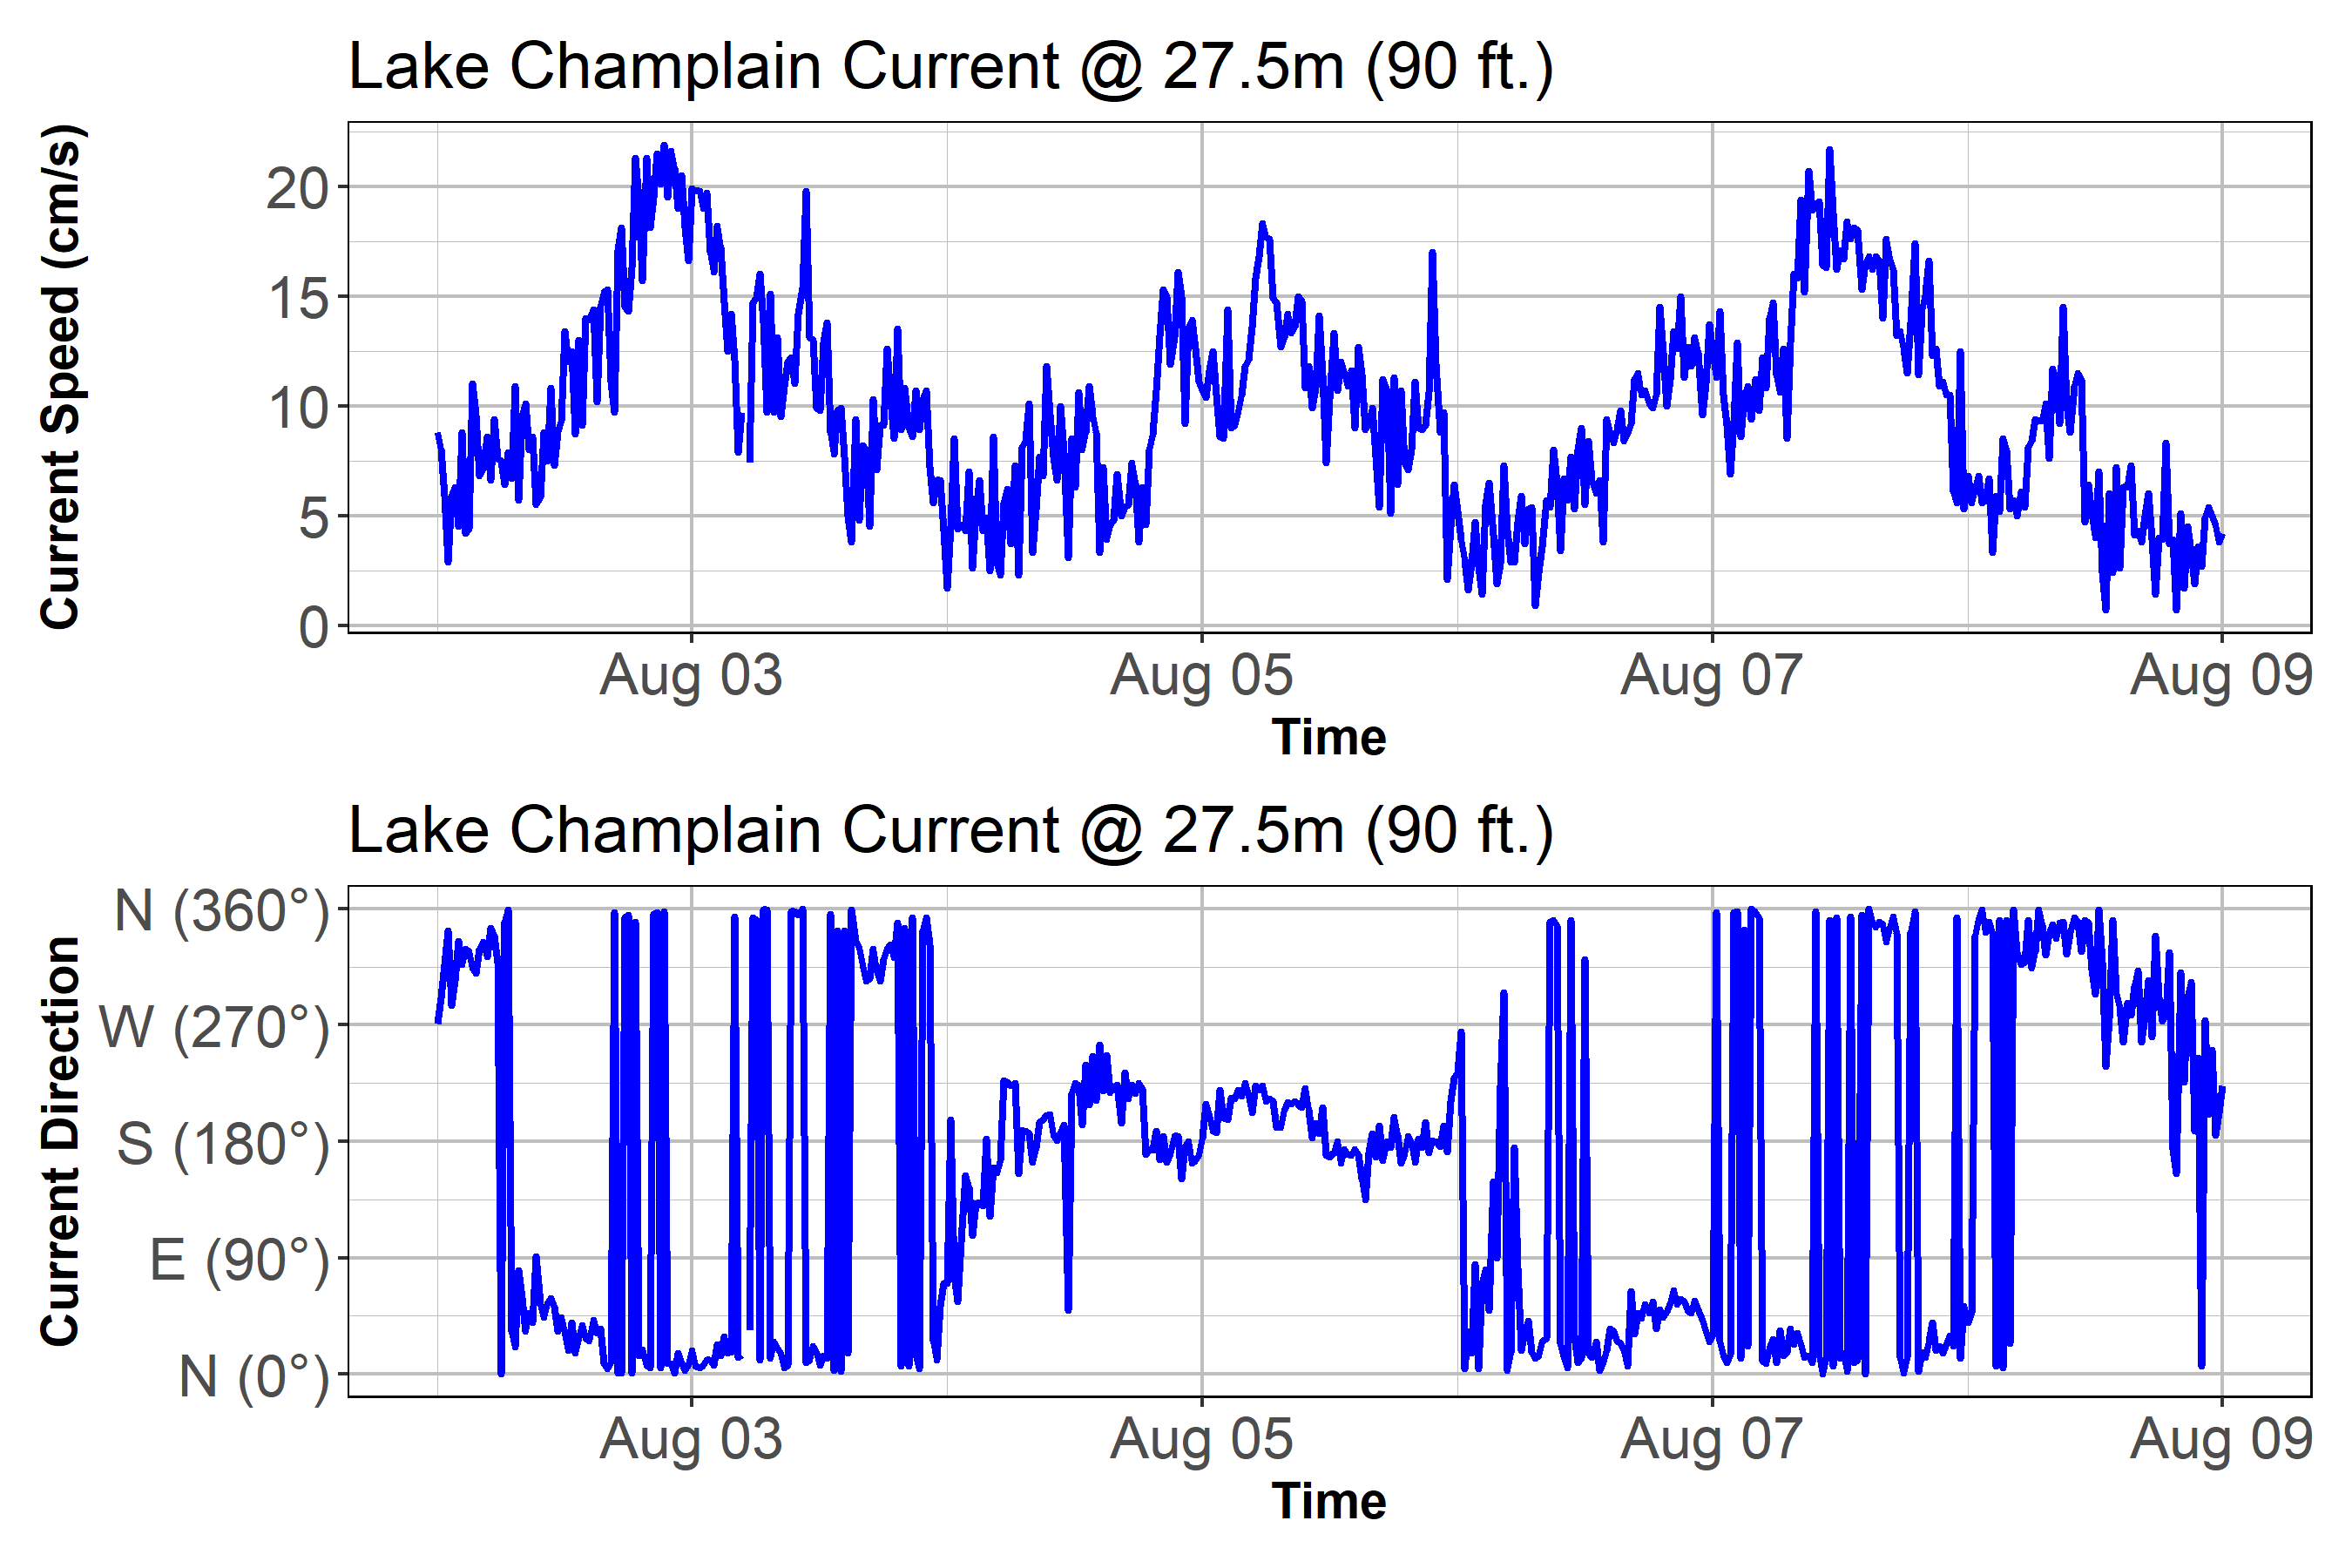 Lake Champlain Current @ 27.5m (90 ft.)
Current Speed (cm/s)
20
15
10
5
0
Aug 03 Aug 05 Aug 07 Aug 09
Time
Lake Champlain Current @ 27.5m (90 ft.)
Current Direction
N (360°)
W (270°)
S (180°)
E (90°)
N (0°)
Aug 03 Aug 05 Aug 07 Aug 09
Time